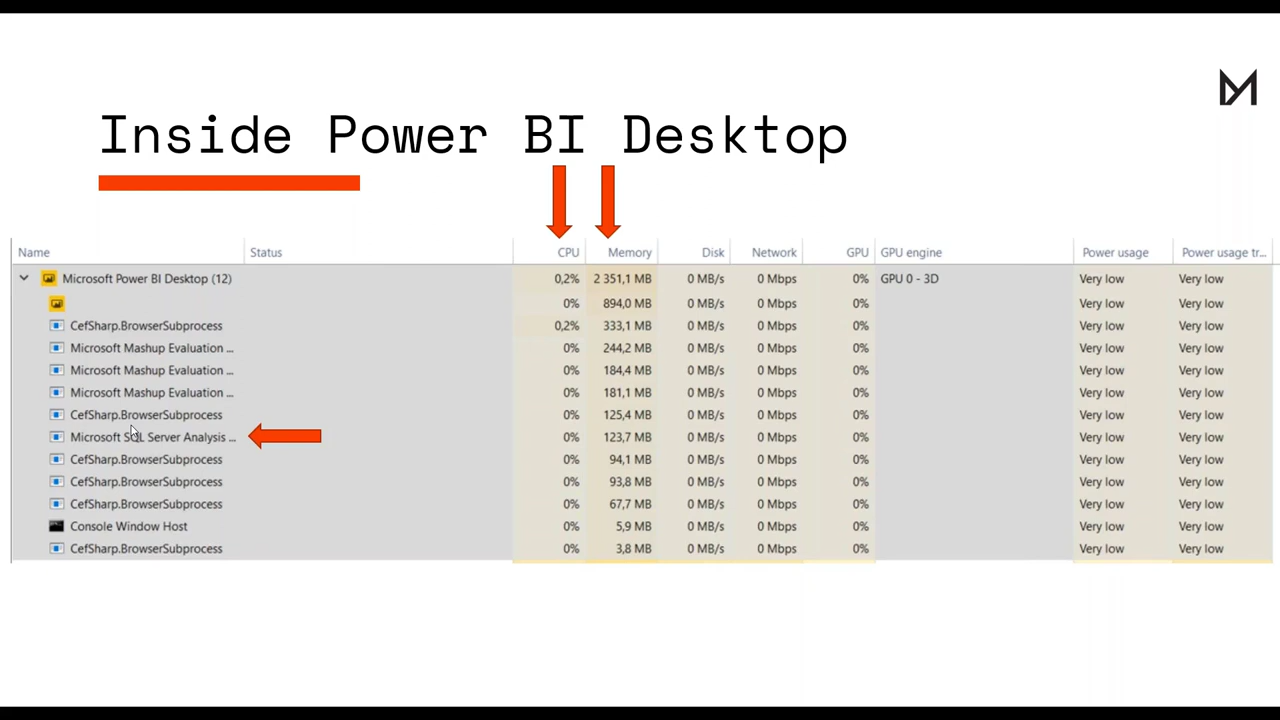 Inside Power BI Desktop
Name Status CPU Memory Disk Network GPU GPU engine Power usage Power usage tr...
Microsoft Power BI Desktop (12) 0,2% 2 351,1 MB 0 MB/s 0 Mbps 0% GPU 0 - 3D Very low Very low
0% 894,0 MB 0 MB/s 0 Mbps 0% Very low Very low
CefSharp.BrowserSubprocess 0,2% 333,1 MB 0 MB/s 0 Mbps 0% Very low Very low
Microsoft Mashup Evaluation ... 0% 244,2 MB 0 MB/s 0 Mbps 0% Very low Very low
Microsoft Mashup Evaluation ... 0% 184,4 MB 0 MB/s 0 Mbps 0% Very low Very low
Microsoft Mashup Evaluation ... 0% 181,1 MB 0 MB/s 0 Mbps 0% Very low Very low
CefSharp.BrowserSubprocess 0% 125,4 MB 0 MB/s 0 Mbps 0% Very low Very low
Microsoft SQL Server Analysis ... 0% 123,7 MB 0 MB/s 0 Mbps 0% Very low Very low
CefSharp.BrowserSubprocess 0% 94,1 MB 0 MB/s 0 Mbps 0% Very low Very low
CefSharp.BrowserSubprocess 0% 93,8 MB 0 MB/s 0 Mbps 0% Very low Very low
CefSharp.BrowserSubprocess 0% 67,7 MB 0 MB/s 0 Mbps 0% Very low Very low
Console Window Host 0% 5,9 MB 0 MB/s 0 Mbps 0% Very low Very low
CefSharp.BrowserSubprocess 0% 3,8 MB 0 MB/s 0 Mbps 0% Very low Very low